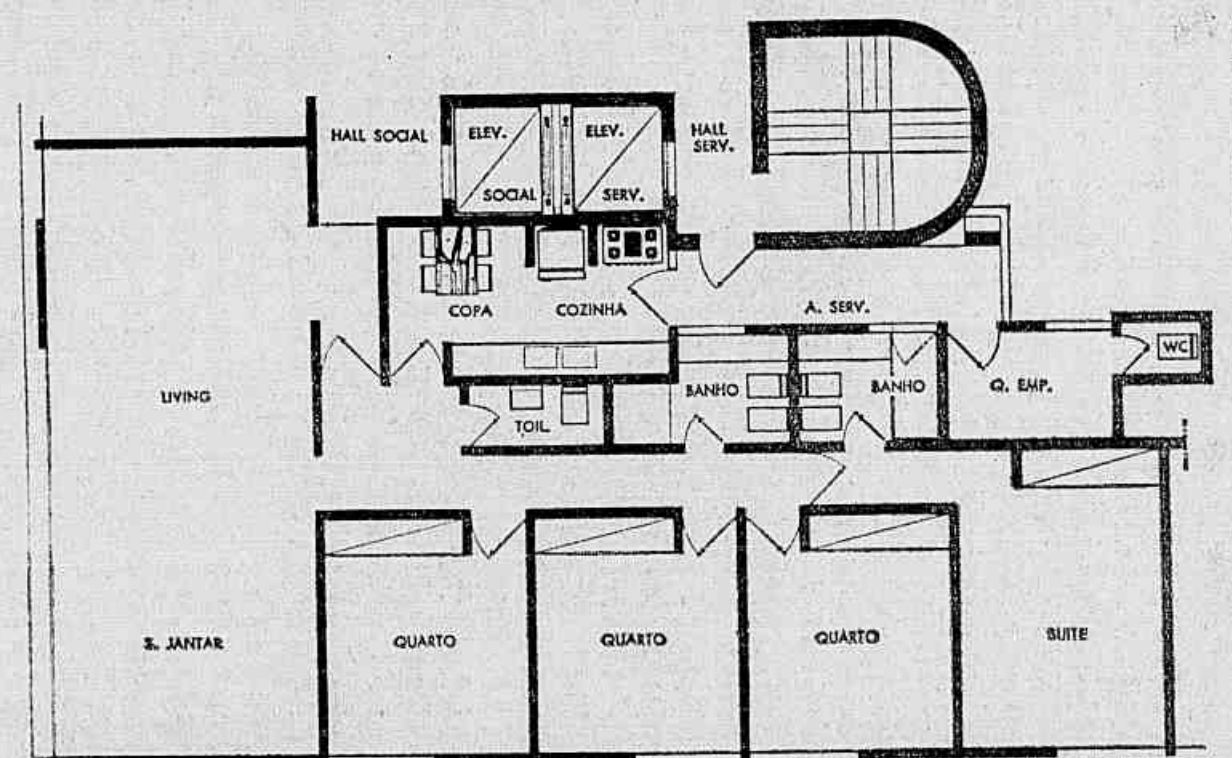 HALL SOCIAL
ELEV.
SOCIAL
ELEV.
SERV.
HALL
SERV.
COPA
COZINHA
A. SERV.
WC
LIVING
TOIL.
BANHO
BANHO
Q. EMP.
S. JANTAR
QUARTO
QUARTO
QUARTO
SUITE